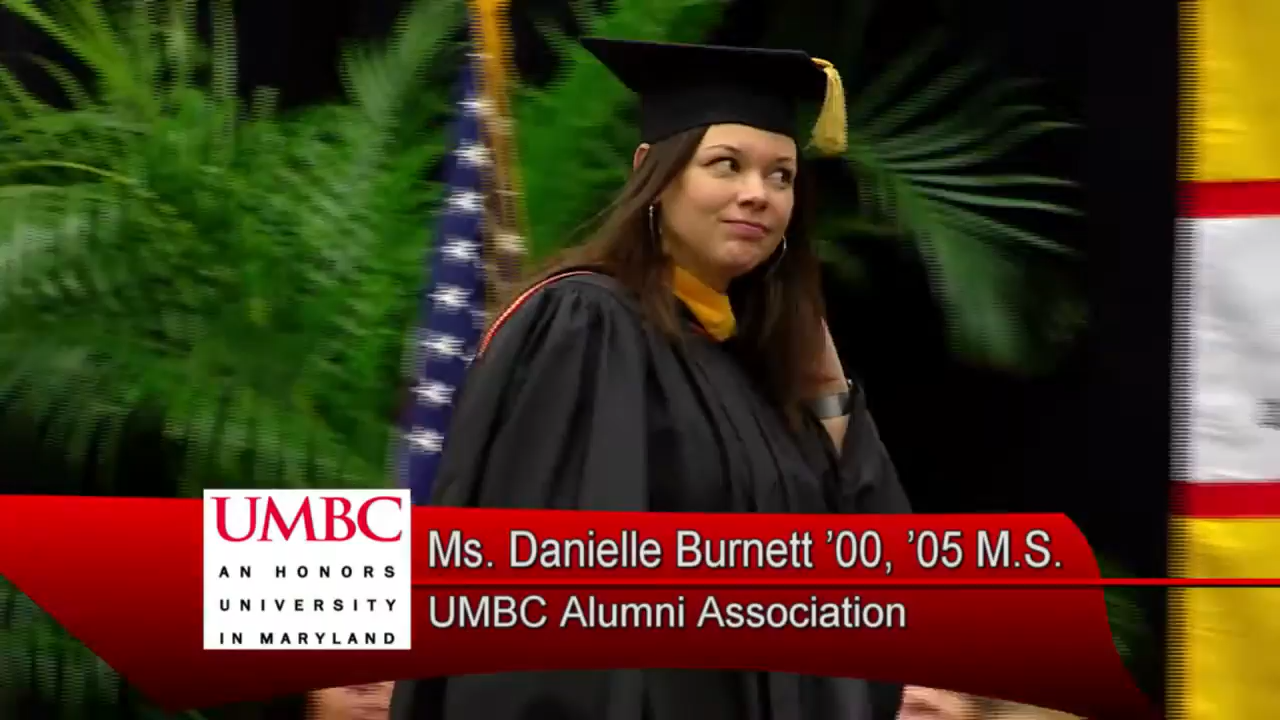 UMBC
AN HONORS
UNIVERSITY
IN MARYLAND
Ms. Danielle Burnett ’00, ’05 M.S.
UMBC Alumni Association